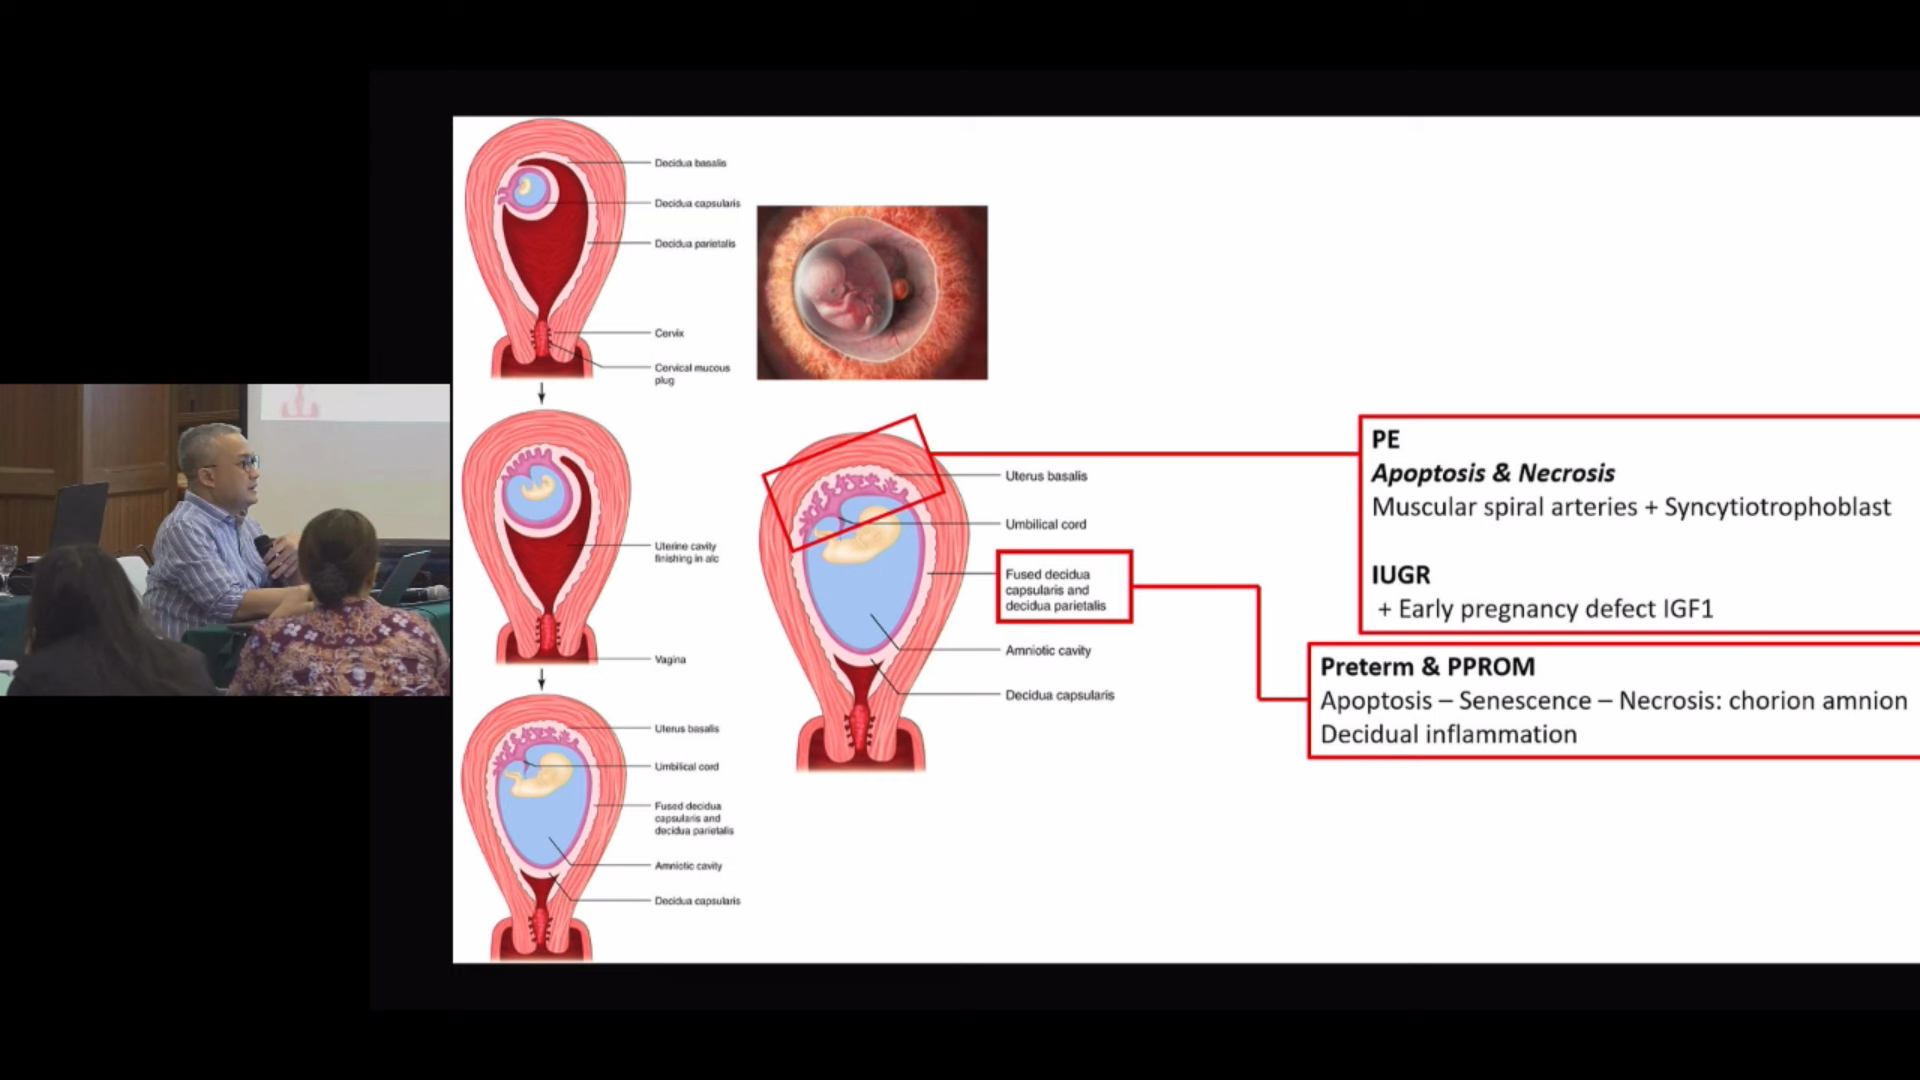 Decidua basalis
Decidua capsularis
Decidua parietalis
Cervix
Cervical mucous
plug
Uterine cavity
finishing in alc
Vagina
Uterus basalis
Umbilical cord
Fused decidua
capsularis and
decidua parietalis
Amniotic cavity
Decidua capsularis
Uterus basalis
Umbilical cord
Fused decidua
capsularis and
decidua parietalis
Amniotic cavity
Decidua capsularis
PE
Apoptosis & Necrosis
Muscular spiral arteries + Syncytiotrophoblast
IUGR
+ Early pregnancy defect IGF1
Preterm & PPROM
Apoptosis – Senescence – Necrosis: chorion amnion
Decidual inflammation